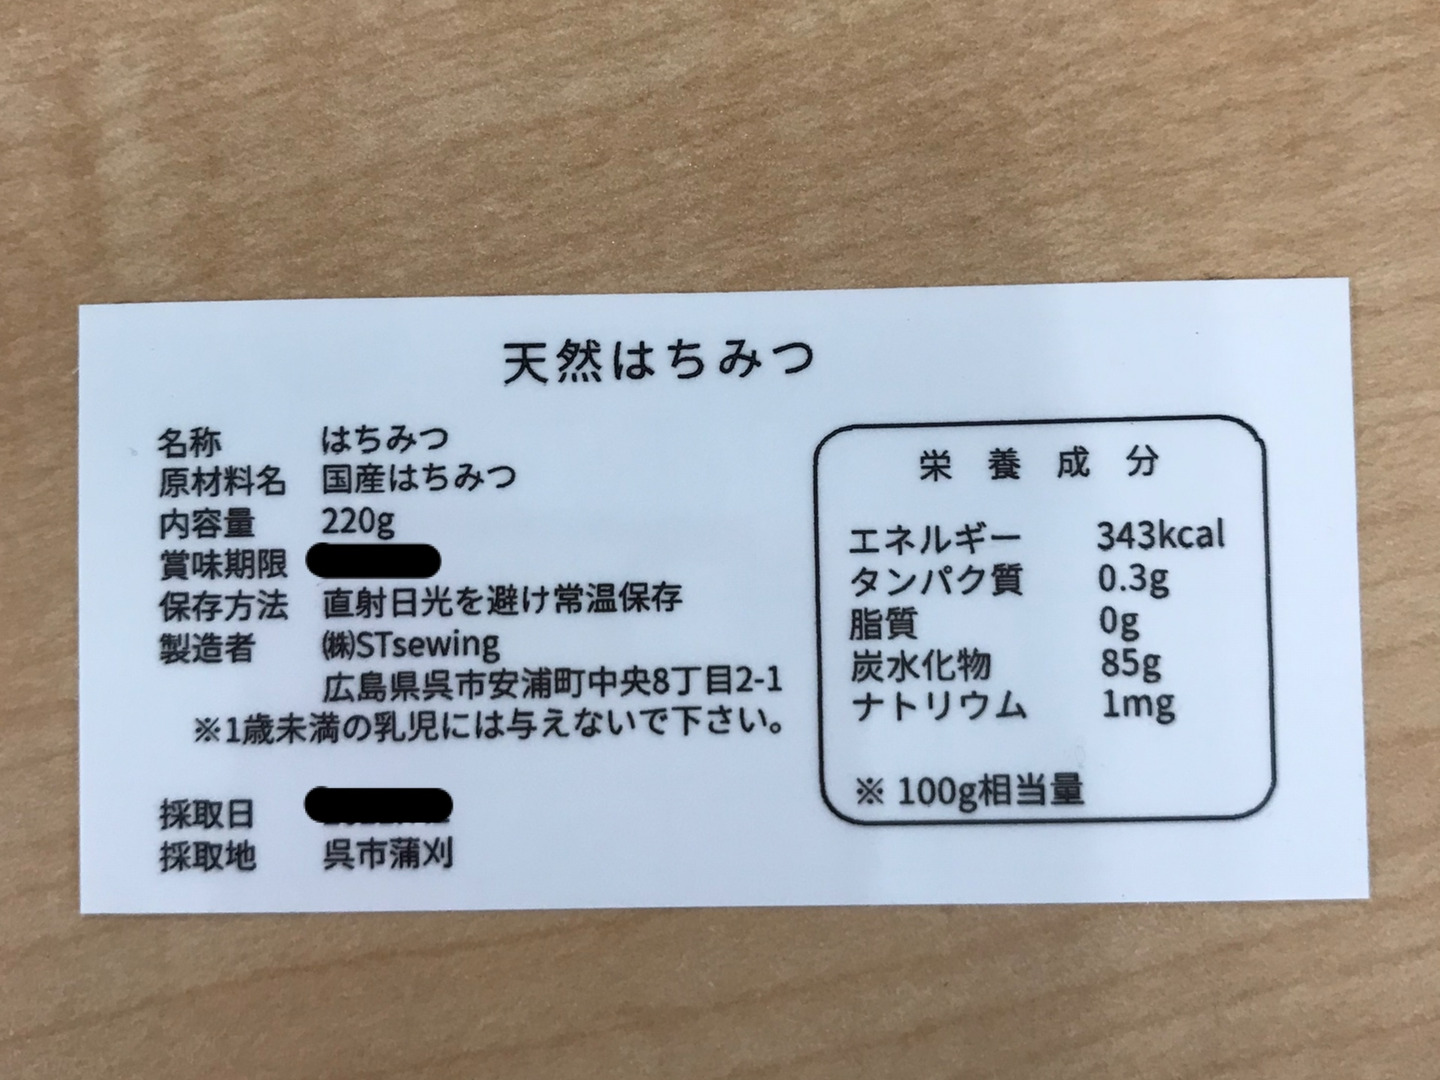 天然はちみつ
名称 はちみつ
原材料名 国産はちみつ
内容量 220g
賞味期限
保存方法 直射日光を避け常温保存
製造者 ㈱STsewing
広島県呉市安浦町中央8丁目2-1
※1歳未満の乳児には与えないで下さい。
採取日
採取地 呉市蒲刈
栄養成分
エネルギー 343kcal
タンパク質 0.3g
脂質 0g
炭水化物 85g
ナトリウム 1mg
※ 100g相当量